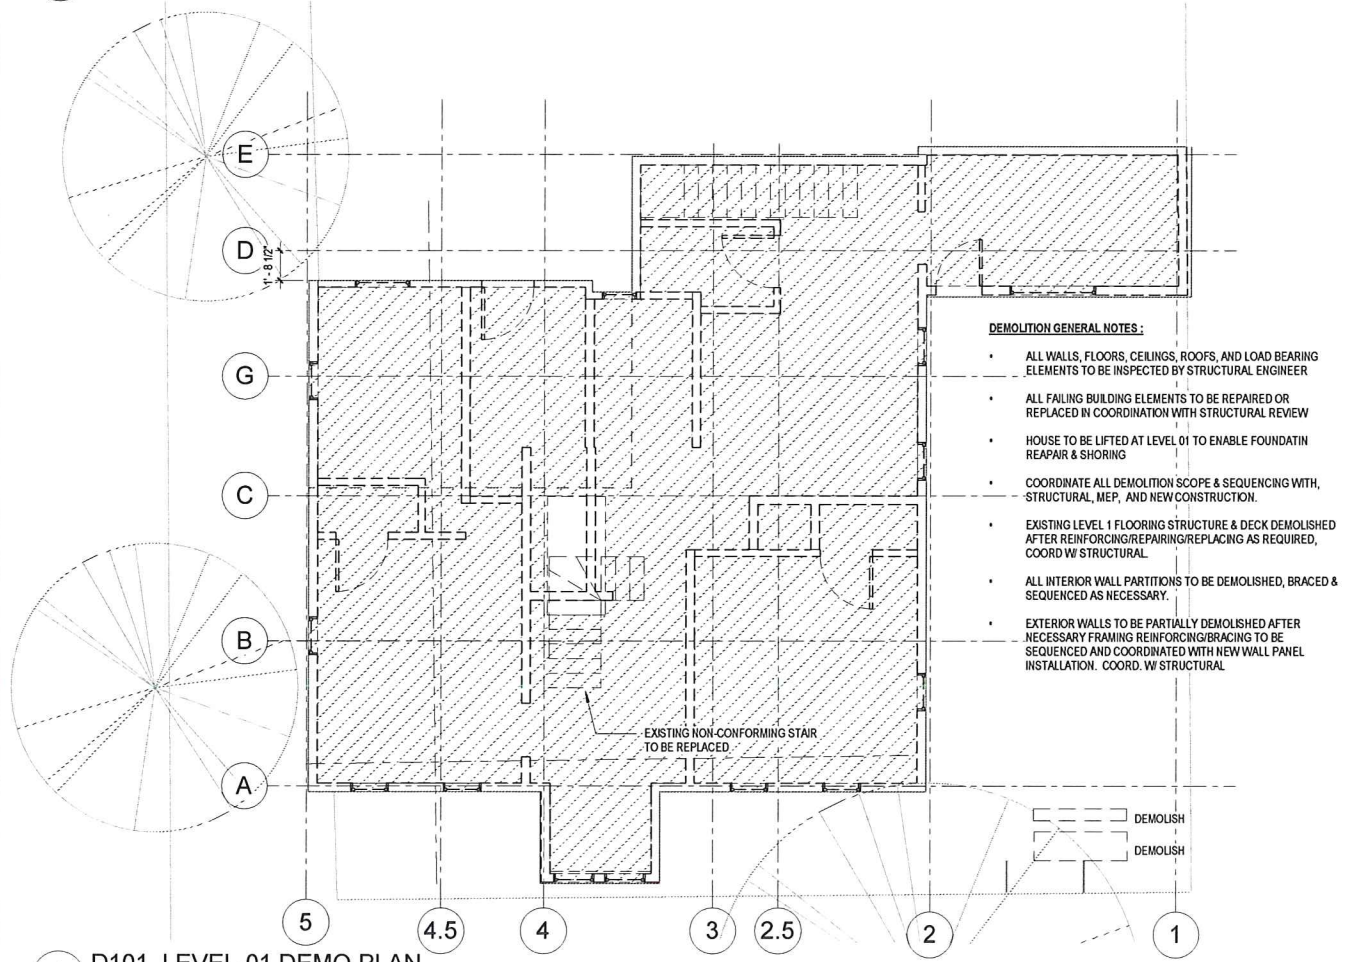 E
D
1' - 8 1/2"
G
C
B
A
DEMOLITION GENERAL NOTES :
• ALL WALLS, FLOORS, CEILINGS, ROOFS, AND LOAD BEARING
ELEMENTS TO BE INSPECTED BY STRUCTURAL ENGINEER
• ALL FAILING BUILDING ELEMENTS TO BE REPAIRED OR
REPLACED IN COORDINATION WITH STRUCTURAL REVIEW
• HOUSE TO BE LIFTED AT LEVEL 01 TO ENABLE FOUNDATIN
REAPAIR & SHORING
• COORDINATE ALL DEMOLITION SCOPE & SEQUENCING WITH,
STRUCTURAL, MEP, AND NEW CONSTRUCTION.
• EXISTING LEVEL 1 FLOORING STRUCTURE & DECK DEMOLISHED
AFTER REINFORCING/REPAIRING/REPLACING AS REQUIRED,
COORD W/ STRUCTURAL.
• ALL INTERIOR WALL PARTITIONS TO BE DEMOLISHED, BRACED &
SEQUENCED AS NECESSARY.
• EXTERIOR WALLS TO BE PARTIALLY DEMOLISHED AFTER
NECESSARY FRAMING REINFORCING/BRACING TO BE
SEQUENCED AND COORDINATED WITH NEW WALL PANEL
INSTALLATION. COORD. W/ STRUCTURAL
EXISTING NON-CONFORMING STAIR
TO BE REPLACED
DEMOLISH
DEMOLISH
5
4.5
4
3
2.5
2
1
D101 LEVEL 01 DEMO PLAN